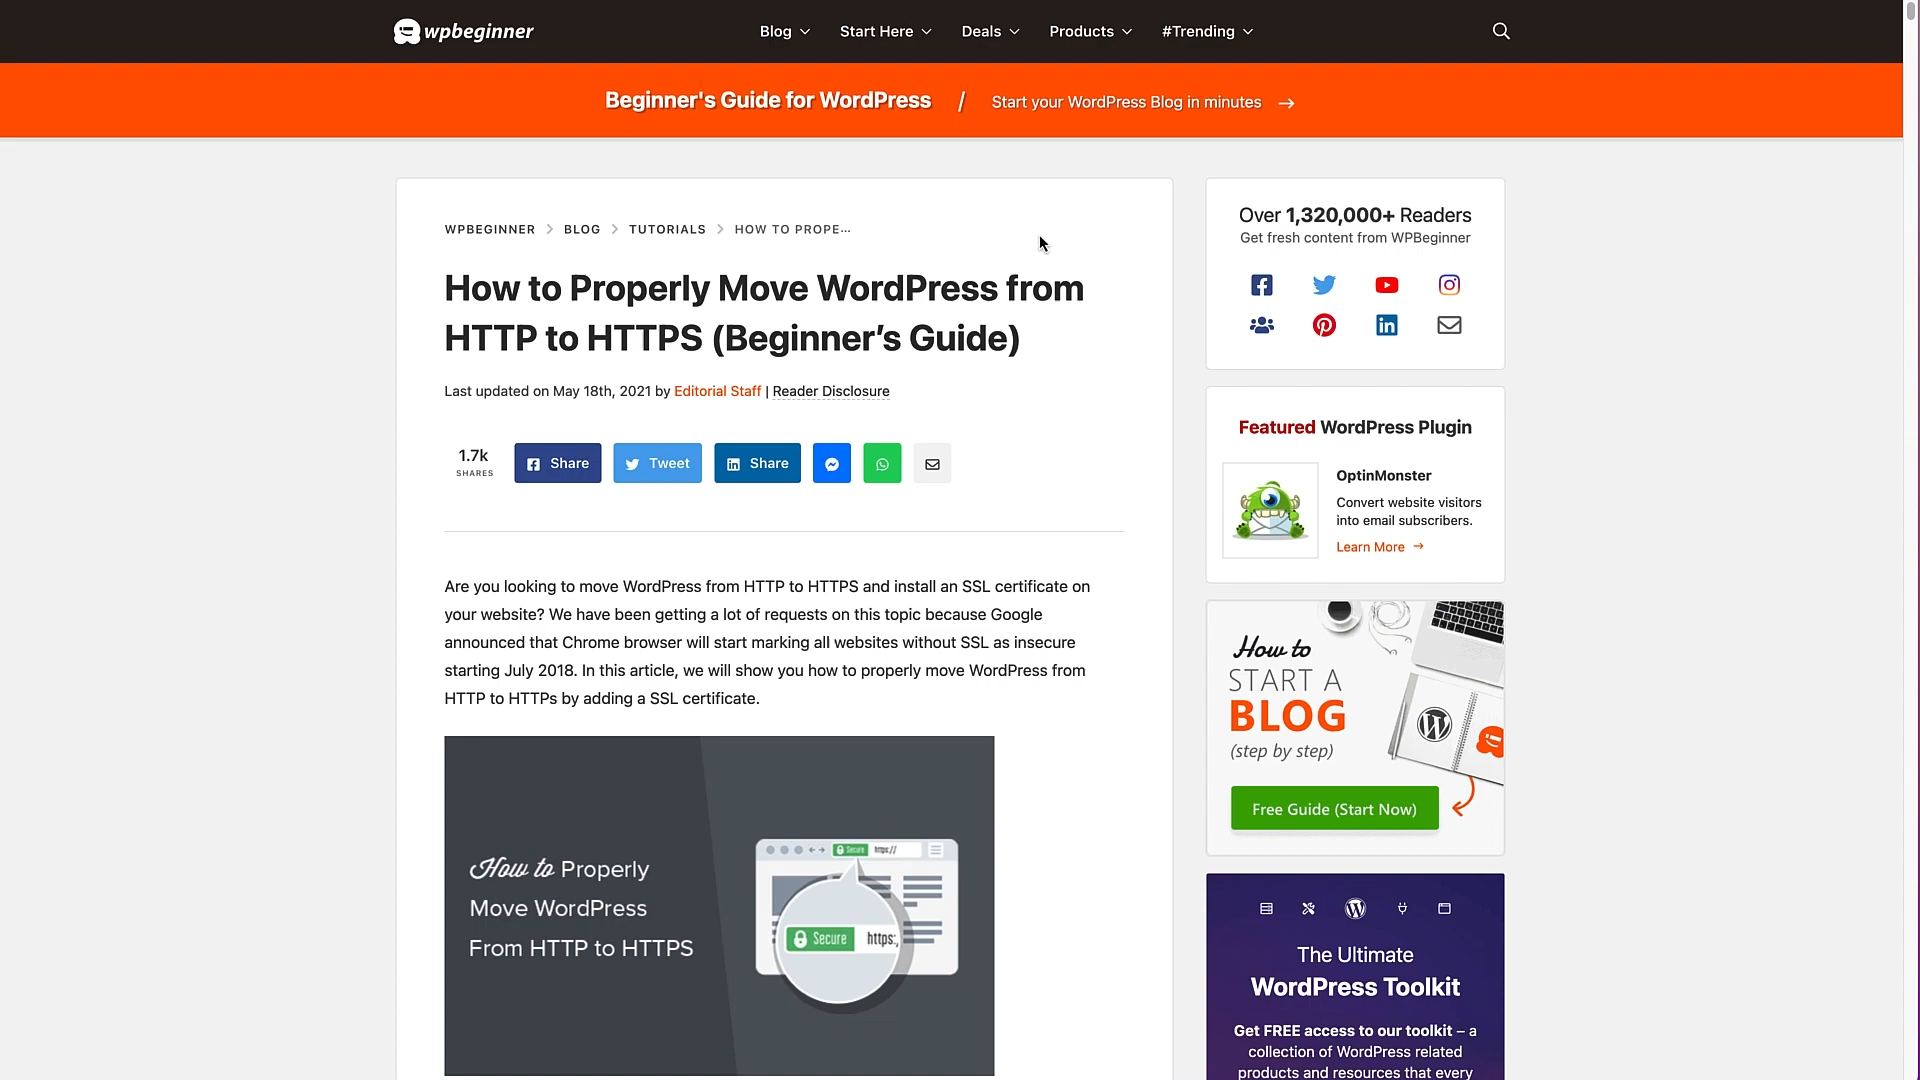 wpbeginner
Blog
Start Here
Deals
Products
#Trending
Beginner's Guide for WordPress / Start your WordPress Blog in minutes →
WPBEGINNER > BLOG > TUTORIALS > HOW TO PROPE...
How to Properly Move WordPress from
HTTP to HTTPS (Beginner’s Guide)
Last updated on May 18th, 2021 by Editorial Staff | Reader Disclosure
1.7k
SHARES
Share
Tweet
Share
Are you looking to move WordPress from HTTP to HTTPS and install an SSL certificate on
your website? We have been getting a lot of requests on this topic because Google
announced that Chrome browser will start marking all websites without SSL as insecure
starting July 2018. In this article, we will show you how to properly move WordPress from
HTTP to HTTPs by adding a SSL certificate.
How to Properly
Move WordPress
From HTTP to HTTPS
Secure https://
Secure https:
Over 1,320,000+ Readers
Get fresh content from WPBeginner
Featured WordPress Plugin
OptinMonster
Convert website visitors
into email subscribers.
Learn More →
How to
START A
BLOG
(step by step)
Free Guide (Start Now)
The Ultimate
WordPress Toolkit
Get FREE access to our toolkit – a
collection of WordPress related
products and resources that every